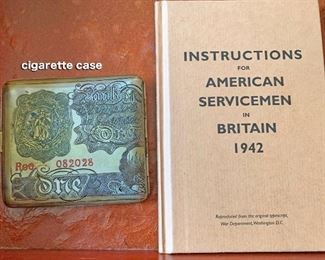 cigarette case
R00 082028
One
INSTRUCTIONS
FOR
AMERICAN
SERVICEMEN
IN
BRITAIN
1942
Reproduced from the original typescript,
War Department, Washington D.C.